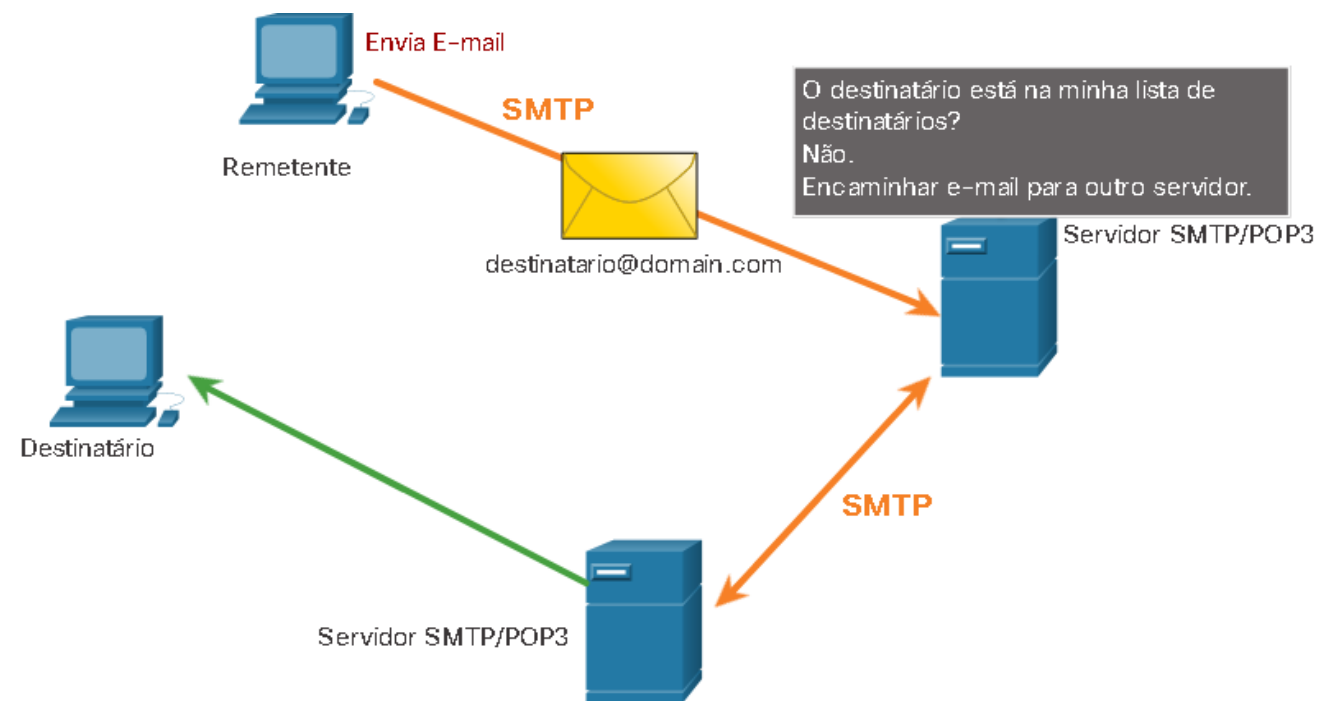 Envia E-mail
SMTP
Remetente
O destinatário está na minha lista de
destinatários?
Não.
Encaminhar e-mail para outro servidor.
Servidor SMTP/POP3
destinatario@domain.com
Destinatário
SMTP
Servidor SMTP/POP3